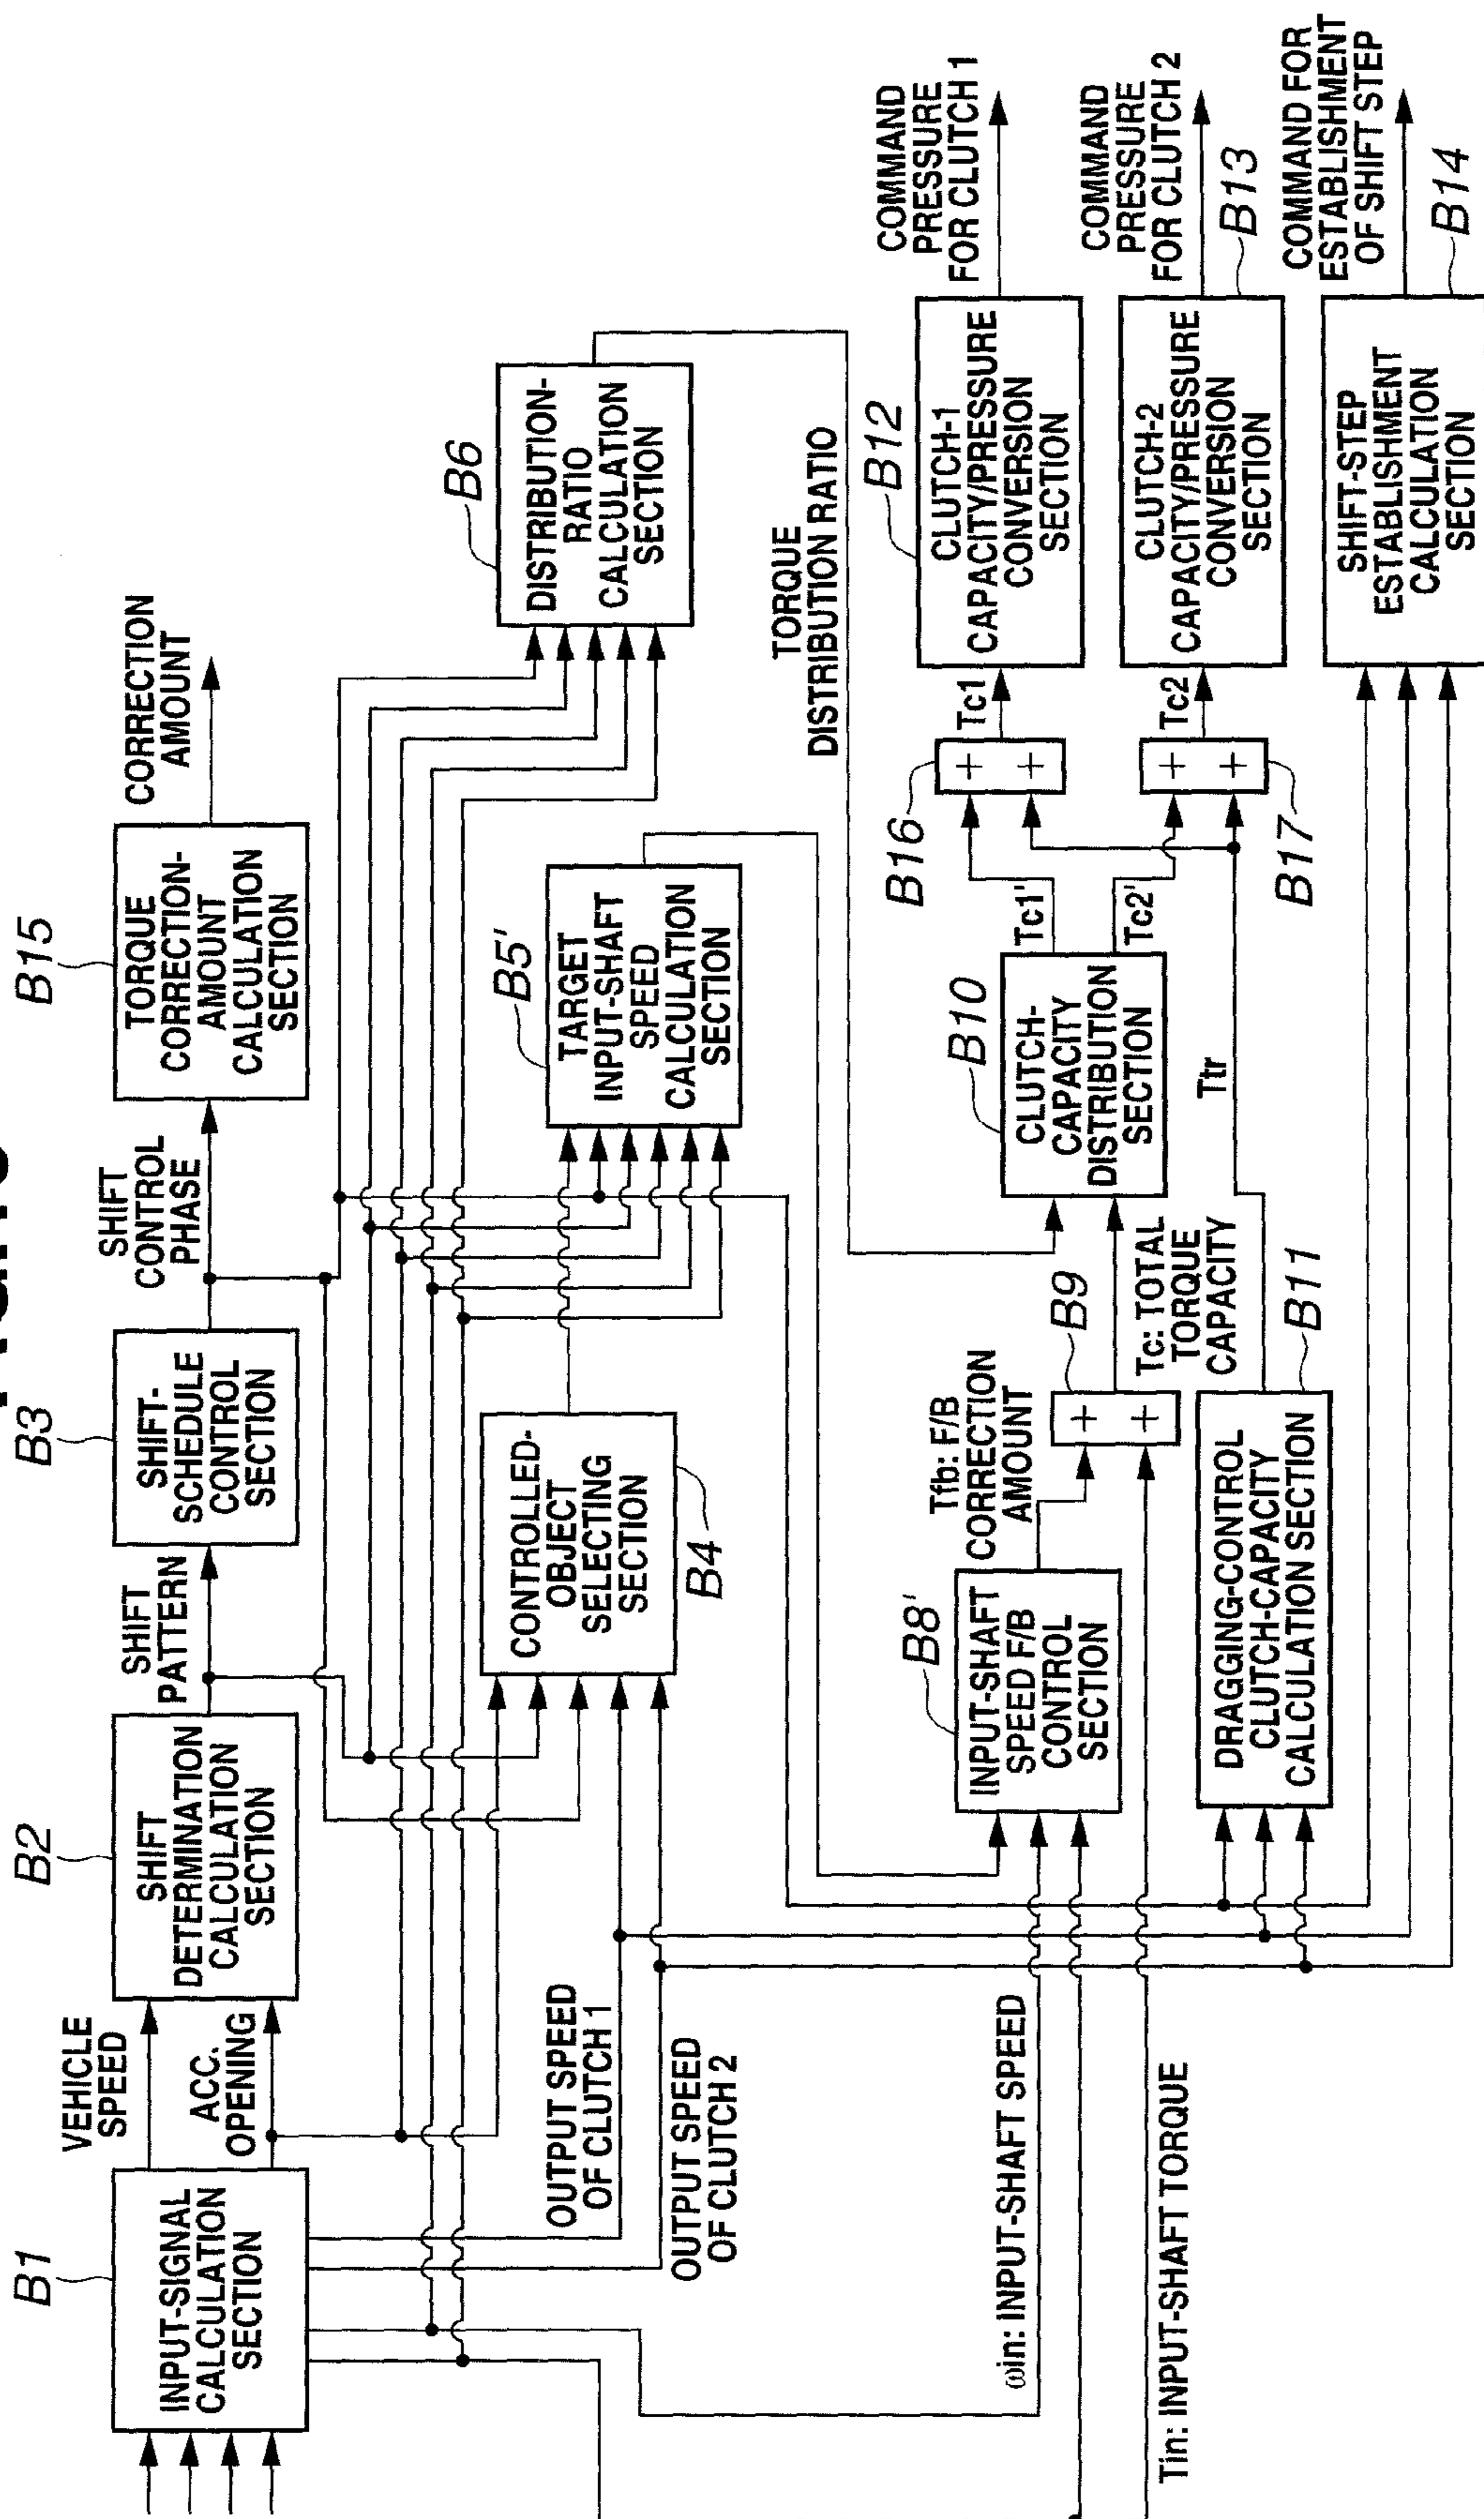 B1
INPUT-SIGNAL
CALCULATION
SECTION
VEHICLE
SPEED
ACC.
OPENING
B2
SHIFT
DETERMINATION
CALCULATION
SECTION
SHIFT
PATTERN
B3
SHIFT-
SCHEDULE
CONTROL
SECTION
SHIFT
CONTROL
PHASE
B15
TORQUE
CORRECTION-
AMOUNT
CALCULATION
SECTION
CORRECTION
AMOUNT
OUTPUT SPEED
OF CLUTCH 1
OUTPUT SPEED
OF CLUTCH 2
CONTROLLED-
OBJECT
SELECTING
SECTION
B4
B5'
TARGET
INPUT-SHAFT
SPEED
CALCULATION
SECTION
B6
DISTRIBUTION-
RATIO
CALCULATION
SECTION
TORQUE
DISTRIBUTION RATIO
ωin: INPUT-SHAFT SPEED
Tin: INPUT-SHAFT TORQUE
B8'
INPUT-SHAFT
SPEED F/B
CONTROL
SECTION
Tfb: F/B
CORRECTION
AMOUNT
B9
+
+
Tc: TOTAL
TORQUE
CAPACITY
B10
CLUTCH-
CAPACITY
DISTRIBUTION
SECTION
Tc1'
Tc2'
DRAGGING-CONTROL
CLUTCH-CAPACITY
CALCULATION SECTION
B11
Ttr
B16
+
+
Tc1
+
+
B17
Tc2
B12
CLUTCH-1
CAPACITY/PRESSURE
CONVERSION
SECTION
COMMAND
PRESSURE
FOR CLUTCH 1
CLUTCH-2
CAPACITY/PRESSURE
CONVERSION
SECTION
B13
COMMAND
PRESSURE
FOR CLUTCH 2
SHIFT-STEP
ESTABLISHMENT
CALCULATION
SECTION
B14
COMMAND FOR
ESTABLISHMENT
OF SHIFT STEP